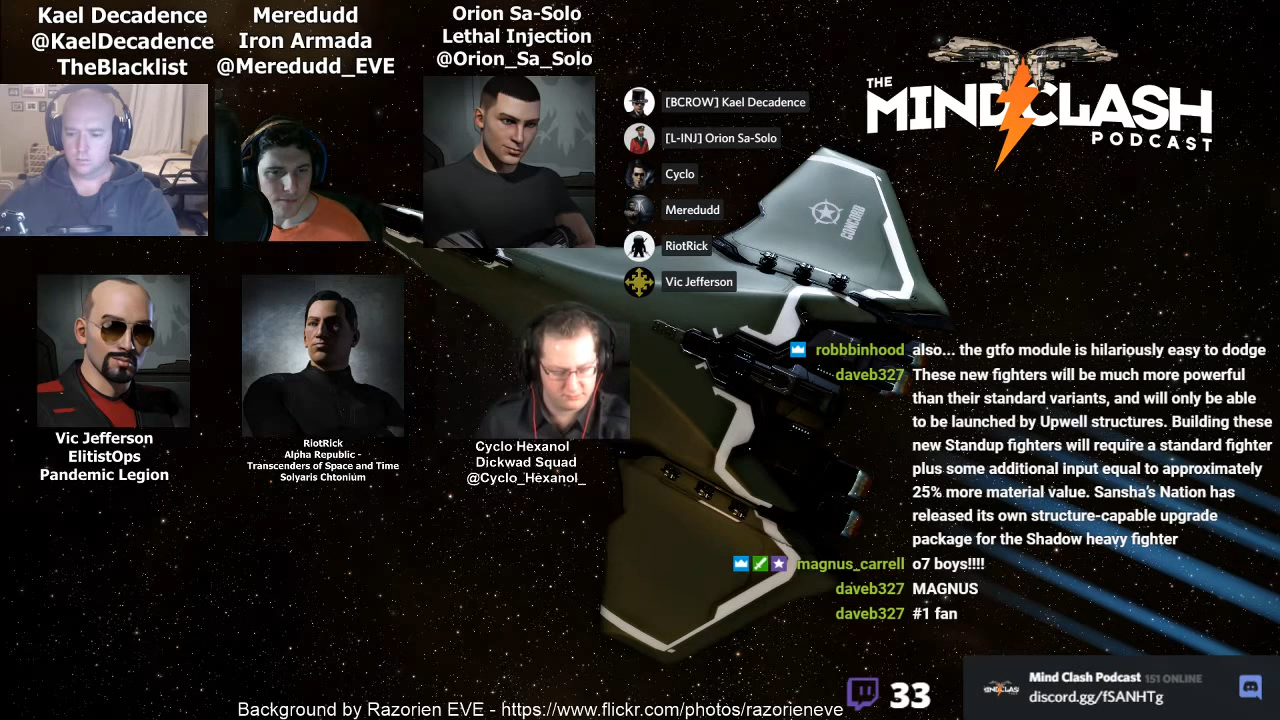 Kael Decadence
@KaelDecadence
TheBlacklist
Meredudd
Iron Armada
@Meredudd_EVE
Orion Sa-Solo
Lethal Injection
@Orion_Sa_Solo
[BCROW] Kael Decadence
[L-INJ] Orion Sa-Solo
Cyclo
Meredudd
RiotRick
Vic Jefferson
THE
MIND CLASH
PODCAST
CONCORD
Vic Jefferson
ElitistOps
Pandemic Legion
RiotRick
Alpha Republic -
Transcenders of Space and Time
Solyaris Chtonium
Cyclo Hexanol
Dickwad Squad
@Cyclo_Hexanol_
robbbinhood also... the gtfo module is hilariously easy to dodge
daveb327 These new fighters will be much more powerful
than their standard variants, and will only be able
to be launched by Upwell structures. Building these
new Standup fighters will require a standard fighter
plus some additional input equal to approximately
25% more material value. Sansha's Nation has
released its own structure-capable upgrade
package for the Shadow heavy fighter
magnus_carrell o7 boys!!!!
daveb327 MAGNUS
daveb327 #1 fan
33
MIND CLASH
Mind Clash Podcast 151 ONLINE
discord.gg/fSANHTg
Background by Razorien EVE - https://www.flickr.com/photos/razorieneve